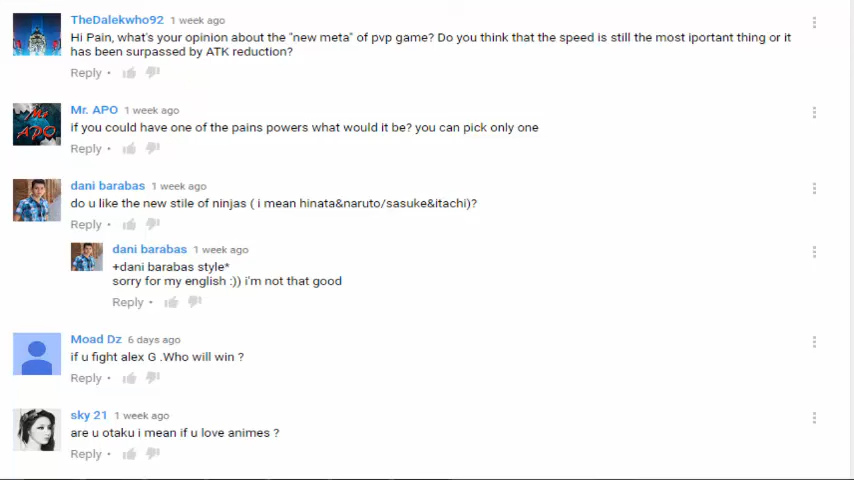 TheDalekwho92 1 week ago
Hi Pain, what's your opinion about the "new meta" of pvp game? Do you think that the speed is still the most iportant thing or it
has been surpassed by ATK reduction?
Reply •
Mr. APO 1 week ago
Mr
APO
if you could have one of the pains powers what would it be? you can pick only one
Reply •
dani barabas 1 week ago
do u like the new stile of ninjas ( i mean hinata&naruto/sasuke&itachi)?
Reply •
dani barabas 1 week ago
+dani barabas style*
sorry for my english :)) i'm not that good
Reply •
Moad Dz 6 days ago
if u fight alex G .Who will win ?
Reply •
sky 21 1 week ago
are u otaku i mean if u love animes ?
Reply •